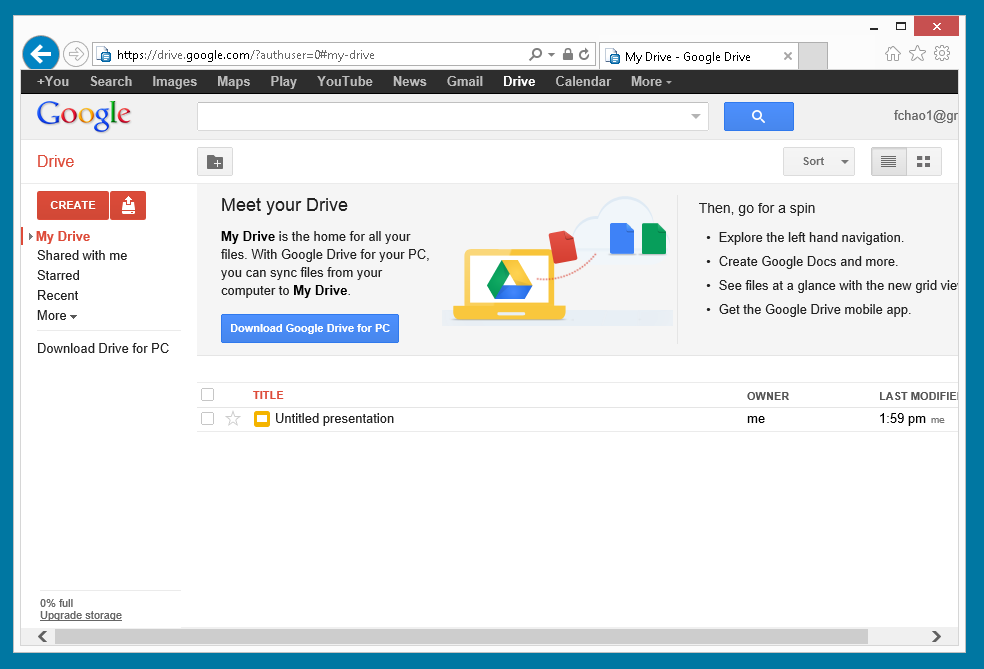 https://drive.google.com/?authuser=0#my-drive
My Drive - Google Drive
+You Search Images Maps Play YouTube News Gmail Drive Calendar More
Google
fchao1@gr
Drive
Sort
CREATE
My Drive
Shared with me
Starred
Recent
More
Download Drive for PC
Meet your Drive
My Drive is the home for all your
files. With Google Drive for your PC,
you can sync files from your
computer to My Drive.
Download Google Drive for PC
Then, go for a spin
• Explore the left hand navigation.
• Create Google Docs and more.
• See files at a glance with the new grid vie
• Get the Google Drive mobile app.
TITLE OWNER LAST MODIFIE
Untitled presentation me 1:59 pm me
0% full
Upgrade storage